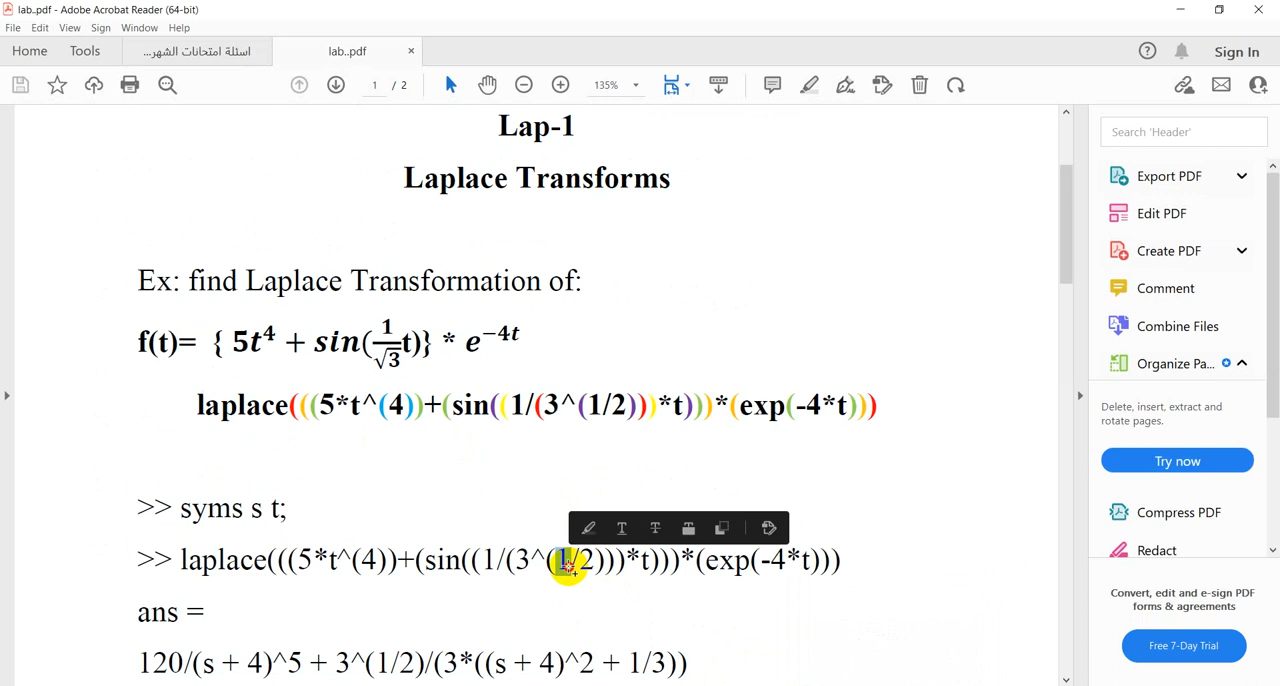 lab..pdf - Adobe Acrobat Reader (64-bit)
File Edit View Sign Window Help
Home Tools اسئلة امتحانات الشهر... lab..pdf × Sign In
1 / 2 135%
Search 'Header'
Lap-1
Laplace Transforms
Ex: find Laplace Transformation of:
f(t)= { 5t⁴ + sin(1/√3 t)} * e⁻⁴ᵗ
laplace(((5*t^(4))+(sin((1/(3^(1/2)))*t)))*(exp(-4*t)))
>> syms s t;
>> laplace(((5*t^(4))+(sin((1/(3^(1/2)))*t)))*(exp(-4*t)))
ans =
120/(s + 4)^5 + 3^(1/2)/(3*((s + 4)^2 + 1/3))
Export PDF
Edit PDF
Create PDF
Comment
Combine Files
Organize Pa...
Delete, insert, extract and
rotate pages.
Try now
Compress PDF
Redact
Convert, edit and e-sign PDF
forms & agreements
Free 7-Day Trial